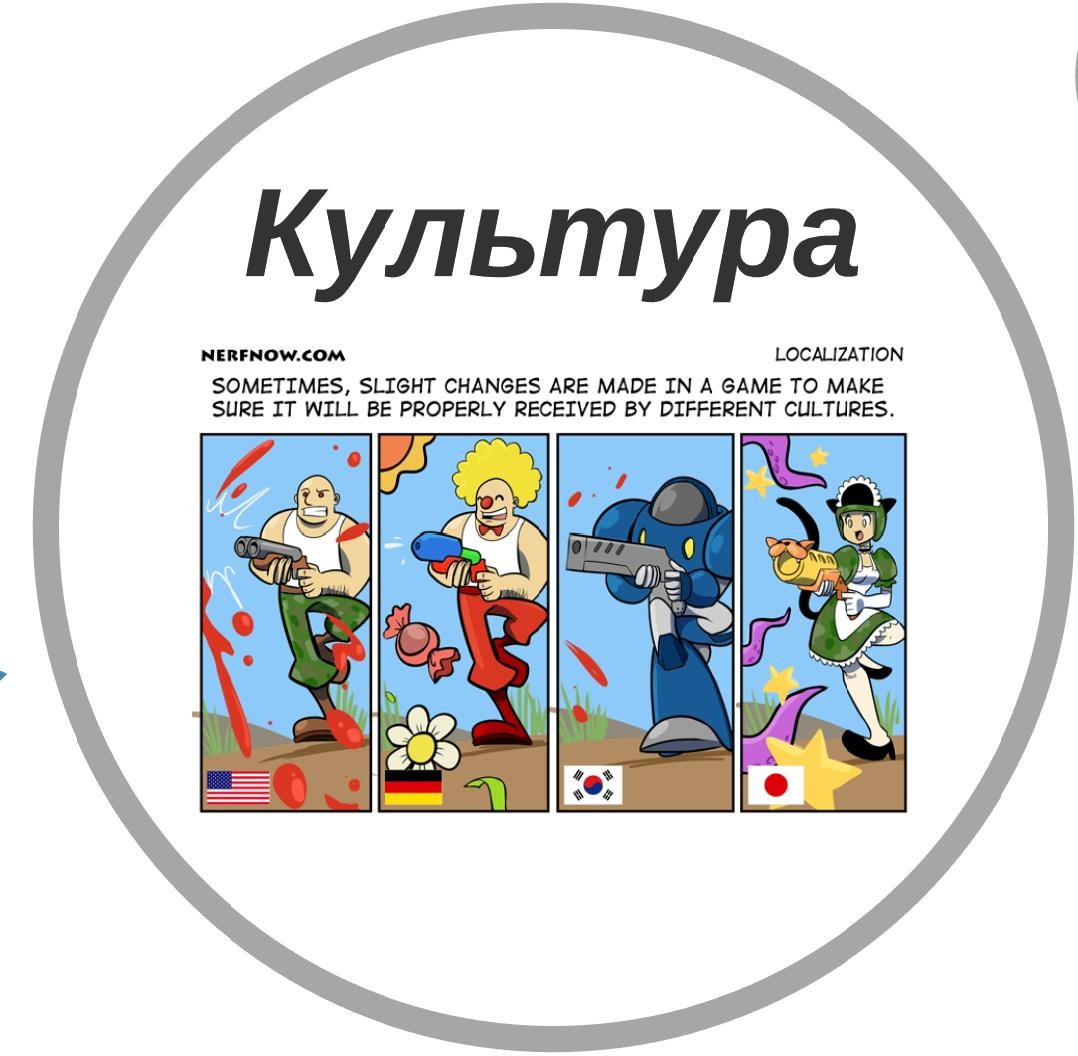 Культура
NERFNOW.COM
LOCALIZATION
SOMETIMES, SLIGHT CHANGES ARE MADE IN A GAME TO MAKE
SURE IT WILL BE PROPERLY RECEIVED BY DIFFERENT CULTURES.